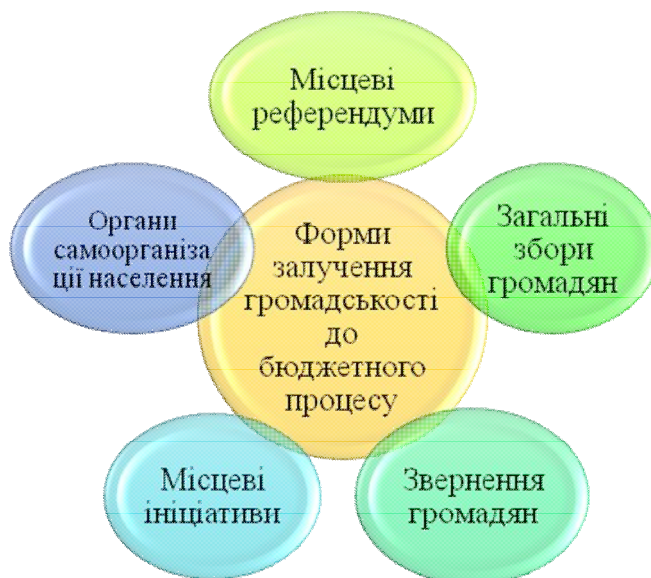 Місцеві
референдуми
Органи
самоорганіза
ції населення
Загальні
збори
громадян
Форми
залучення
громадськості
до
бюджетного
процесу
Місцеві
ініціативи
Звернення
громадян